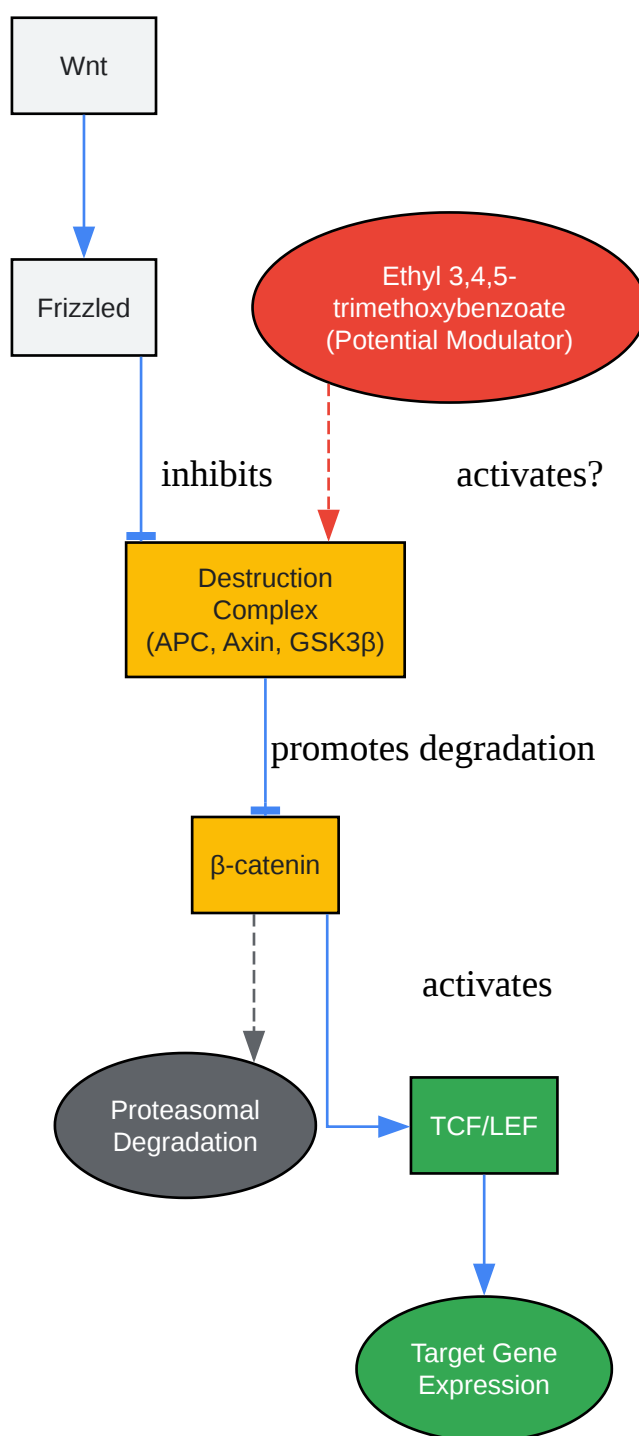 Wnt
Frizzled
Ethyl 3,4,5-
trimethoxybenzoate
(Potential Modulator)
inhibits
activates?
Destruction
Complex
(APC, Axin, GSK3β)
promotes degradation
β-catenin
activates
Proteasomal
Degradation
TCF/LEF
Target Gene
Expression